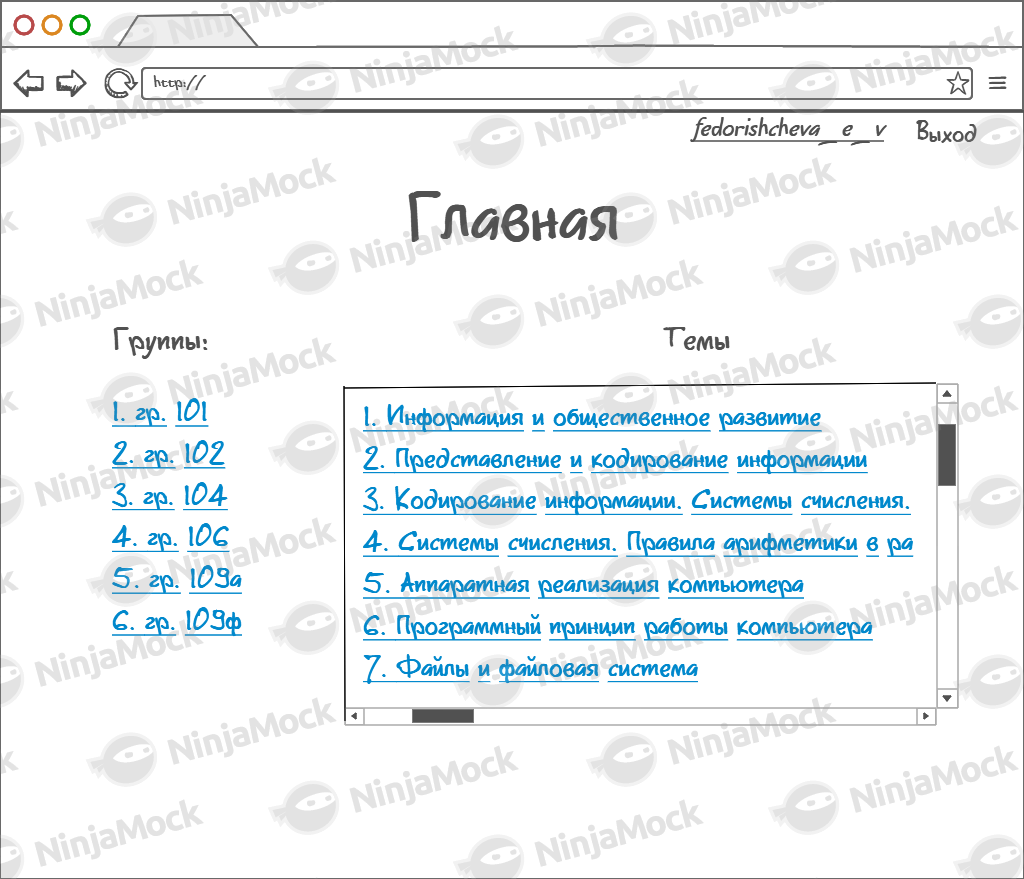 http://
fedorishcheva_e_v Выход
Главная
Группы:
1. гр. 101
2. гр. 102
3. гр. 104
4. гр. 106
5. гр. 109а
6. гр. 109ф
Темы
1. Информация и общественное развитие
2. Представление и кодирование информации
3. Кодирование информации. Системы счисления.
4. Системы счисления. Правила арифметики в ра
5. Аппаратная реализация компьютера
6. Программный принцип работы компьютера
7. Файлы и файловая система
NinjaMock